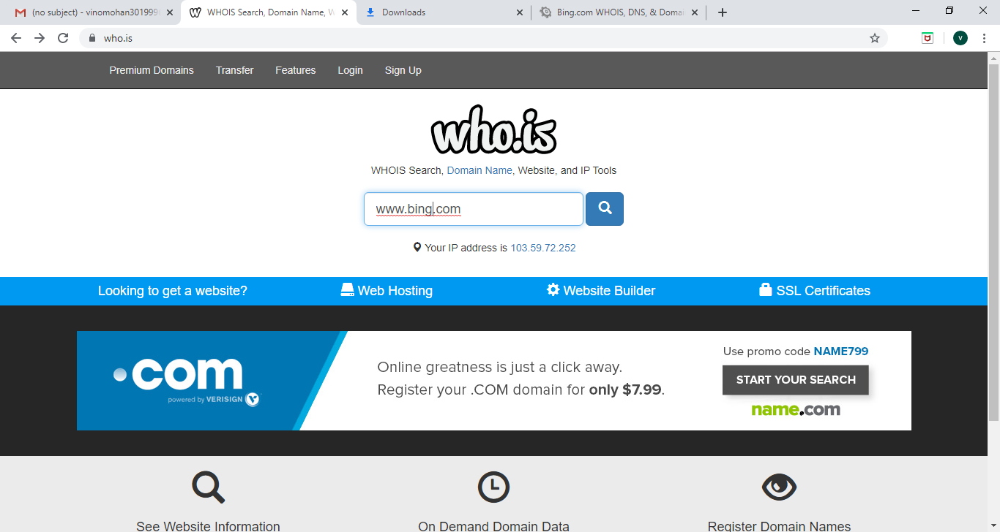 (no subject) - vinomohan301999
WHOIS Search, Domain Name, W
Downloads
Bing.com WHOIS, DNS, & Domai
who.is
V
Premium Domains
Transfer
Features
Login
Sign Up
who.is
WHOIS Search, Domain Name, Website, and IP Tools
www.bing.com
Your IP address is 103.59.72.252
Looking to get a website?
Web Hosting
Website Builder
SSL Certificates
.com
powered by VERISIGN
Online greatness is just a click away.
Register your .COM domain for only $7.99.
Use promo code NAME799
START YOUR SEARCH
name.com
See Website Information
On Demand Domain Data
Register Domain Names